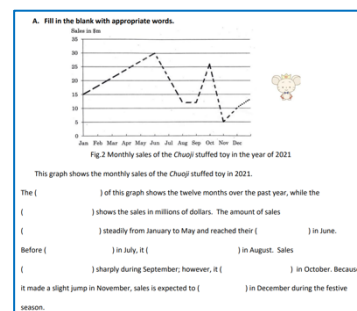 A. Fill in the blank with appropriate words.
Sales in $m
35
30
25
20
15
10
5
0
Jan Feb Mar Apr May Jun Jul Aug Sep Oct Nov Dec
Fig.2 Monthly sales of the Chuoji stuffed toy in the year of 2021
This graph shows the monthly sales of the Chuoji stuffed toy in 2021.
The ( ) of this graph shows the twelve months over the past year, while the
( ) shows the sales in millions of dollars. The amount of sales
( ) steadily from January to May and reached their ( ) in June.
Before ( ) in July, it ( ) in August. Sales
( ) sharply during September; however, it ( ) in October. Becaus
it made a slight jump in November, sales is expected to ( ) in December during the festive
season.